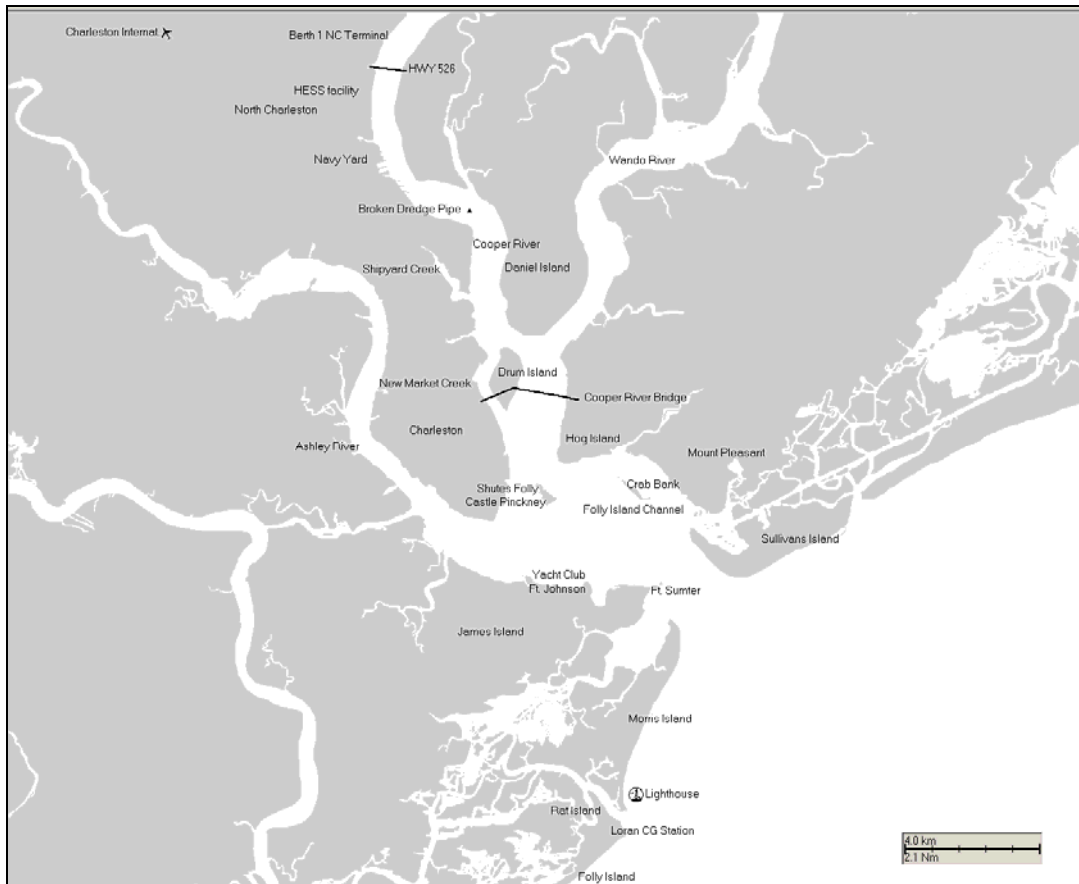 Charleston Internat
Berth 1 NC Terminal
HWY 526
HESS facility
North Charleston
Navy Yard
Wando River
Broken Dredge Pipe
Cooper River
Shipyard Creek
Daniel Island
Drum Island
New Market Creek
Cooper River Bridge
Charleston
Hog Island
Ashley River
Mount Pleasant
Shutes Folly
Castle Pinckney
Crab Bank
Folly Island Channel
Sullivans Island
Yacht Club
Ft. Johnson
Ft. Sumter
James Island
Morris Island
Lighthouse
Rat Island
Loran CG Station
4.0 km
2.1 Nm
Folly Island